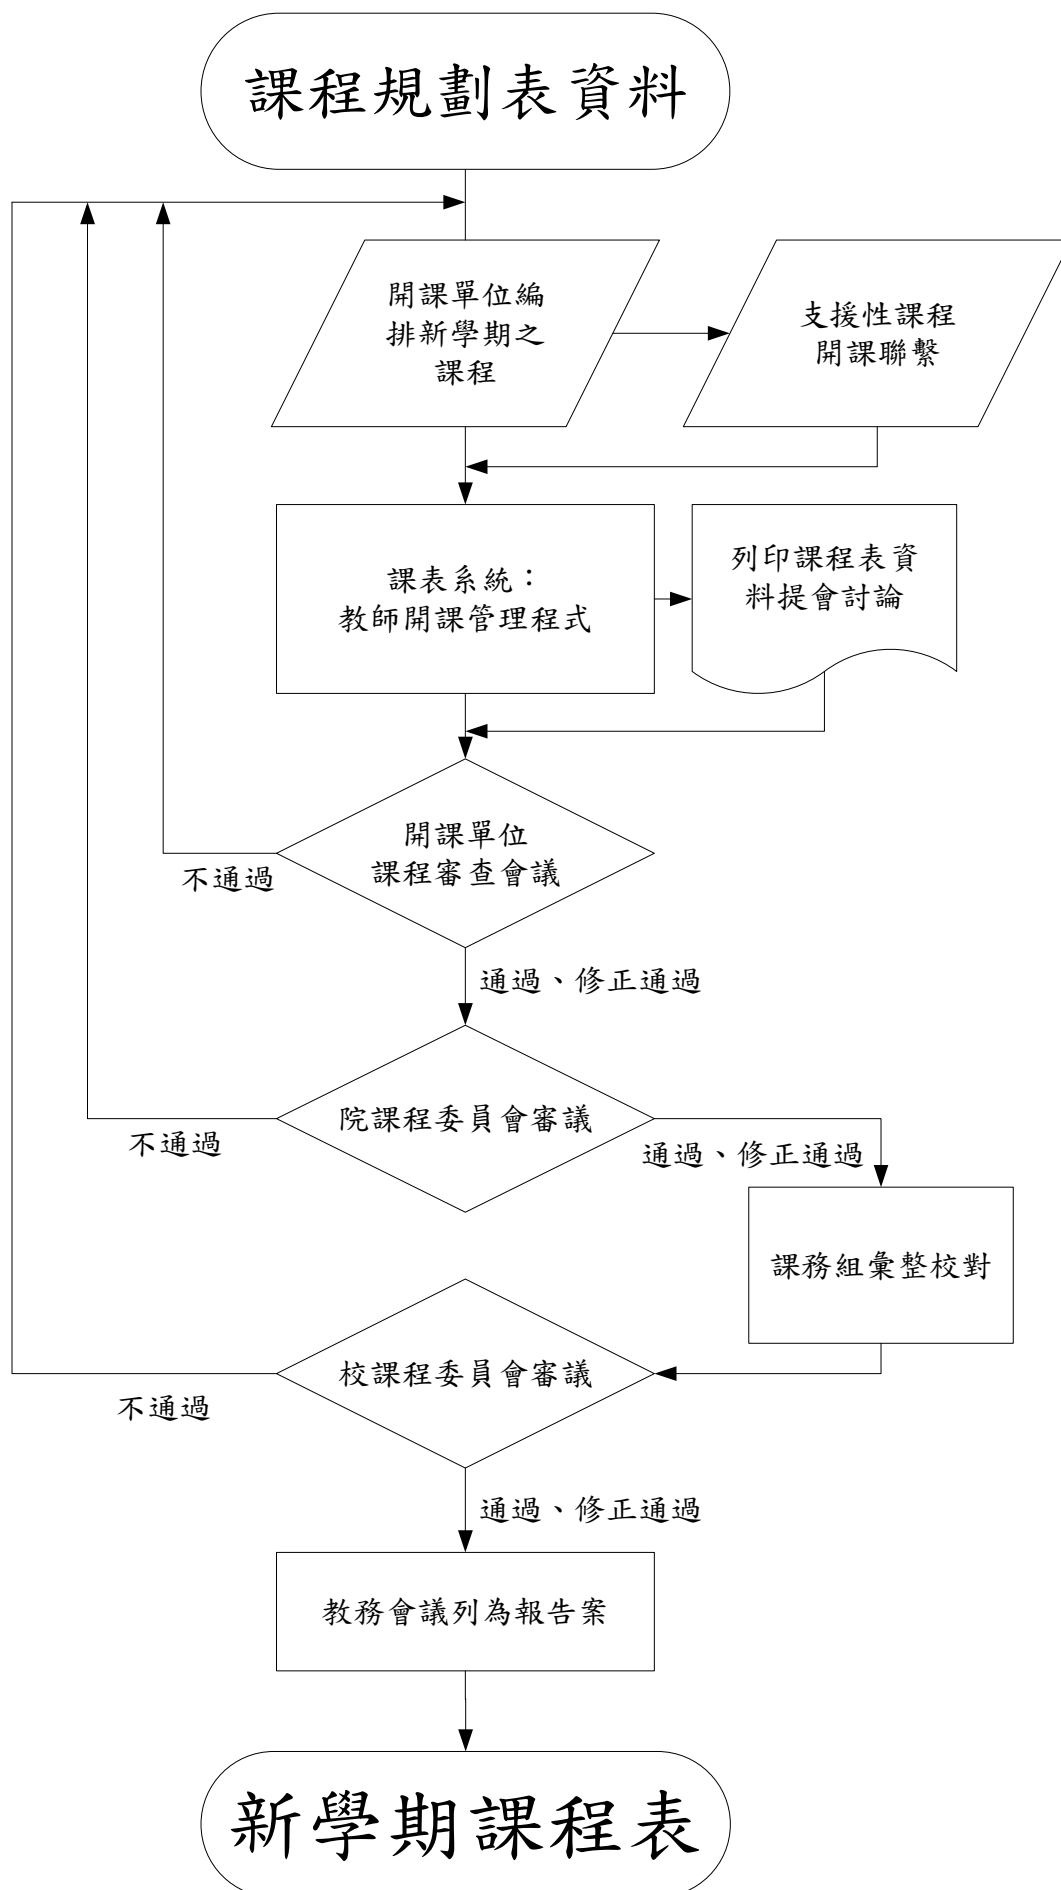 課程規劃表資料
開課單位編
排新學期之
課程
支援性課程
開課聯繫
課表系統：
教師開課管理程式
列印課程表資
料提會討論
開課單位
課程審查會議
不通過
通過、修正通過
院課程委員會審議
不通過
通過、修正通過
課務組彙整校對
校課程委員會審議
不通過
通過、修正通過
教務會議列為報告案
新學期課程表